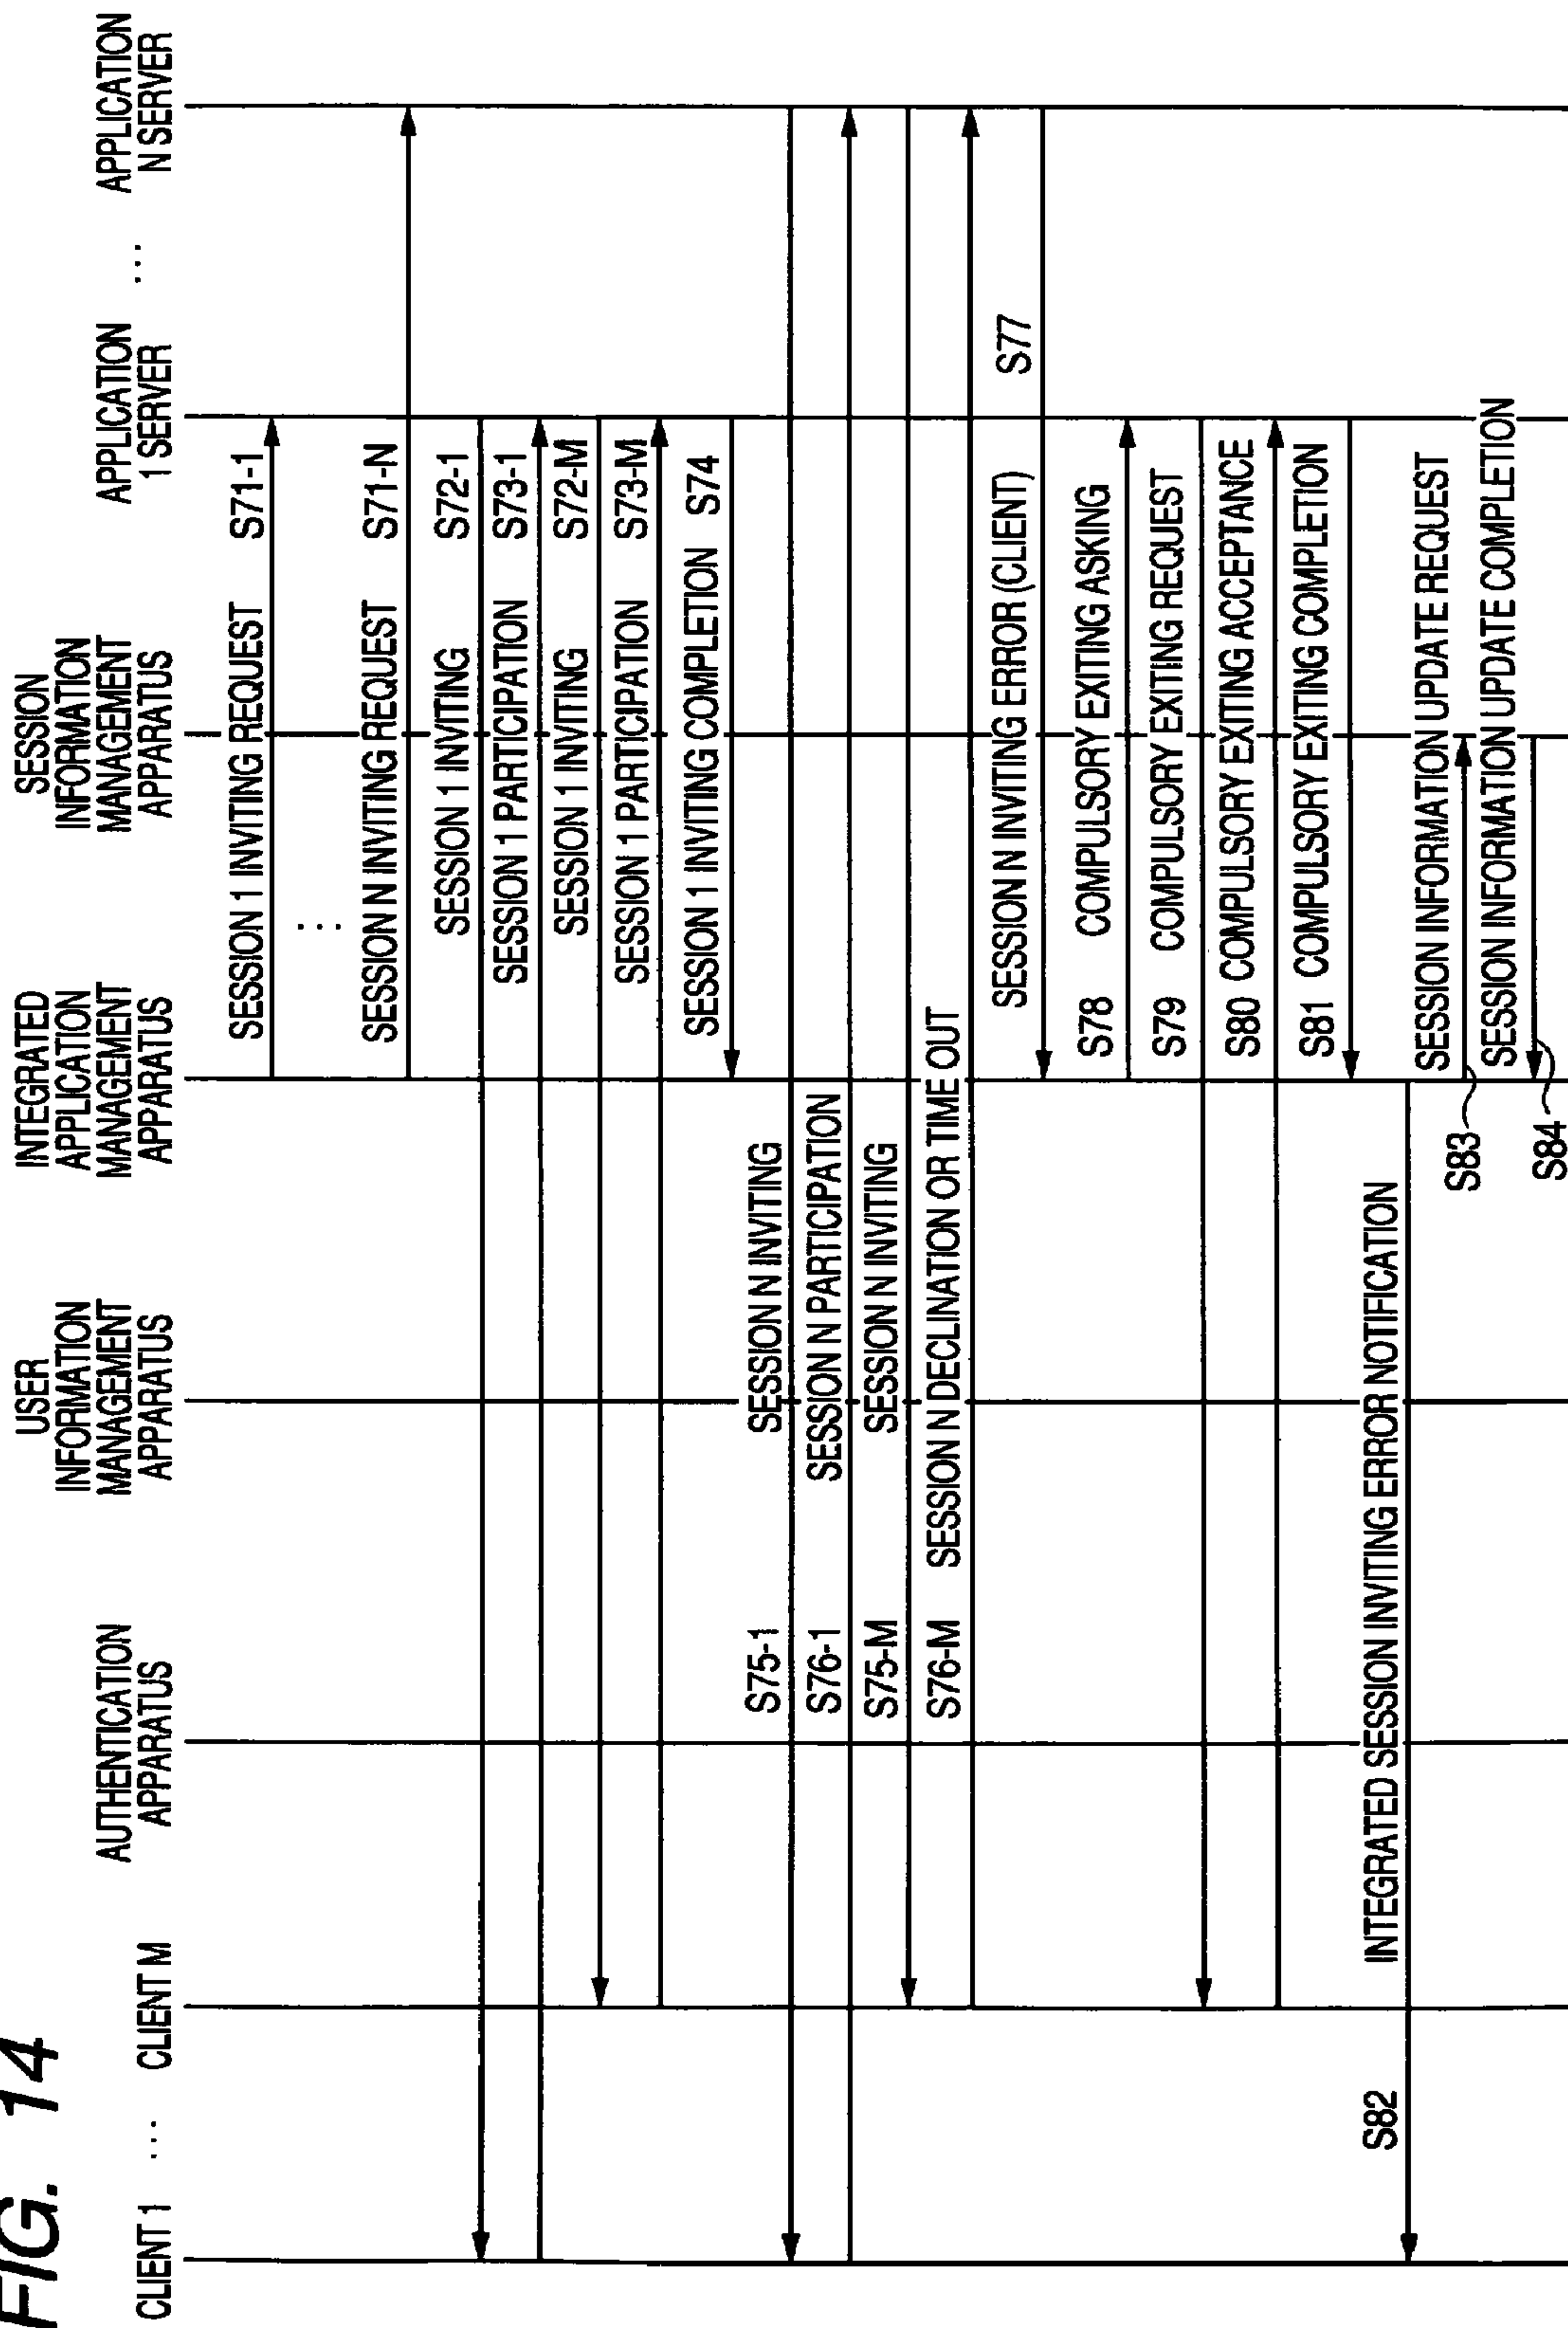 FIG. 14
CLIENT 1
...
CLIENT M
AUTHENTICATION
APPARATUS
USER
INFORMATION
MANAGEMENT
APPARATUS
INTEGRATED
APPLICATION
MANAGEMENT
APPARATUS
SESSION
INFORMATION
MANAGEMENT
APPARATUS
APPLICATION
1 SERVER
...
APPLICATION
N SERVER
SESSION 1 INVITING REQUEST S71-1
...
SESSION N INVITING REQUEST S71-N
SESSION 1 INVITING S72-1
SESSION 1 PARTICIPATION S73-1
SESSION 1 INVITING S72-M
SESSION 1 PARTICIPATION S73-M
SESSION 1 INVITING COMPLETION S74
S75-1 SESSION N INVITING
S76-1 SESSION N PARTICIPATION
S75-M SESSION N INVITING
S76-M SESSION N DECLINATION OR TIME OUT
SESSION N INVITING ERROR (CLIENT) S77
S78 COMPULSORY EXITING ASKING
S79 COMPULSORY EXITING REQUEST
S80 COMPULSORY EXITING ACCEPTANCE
S81 COMPULSORY EXITING COMPLETION
S82 INTEGRATED SESSION INVITING ERROR NOTIFICATION
SESSION INFORMATION UPDATE REQUEST
S83
SESSION INFORMATION UPDATE COMPLETION
S84